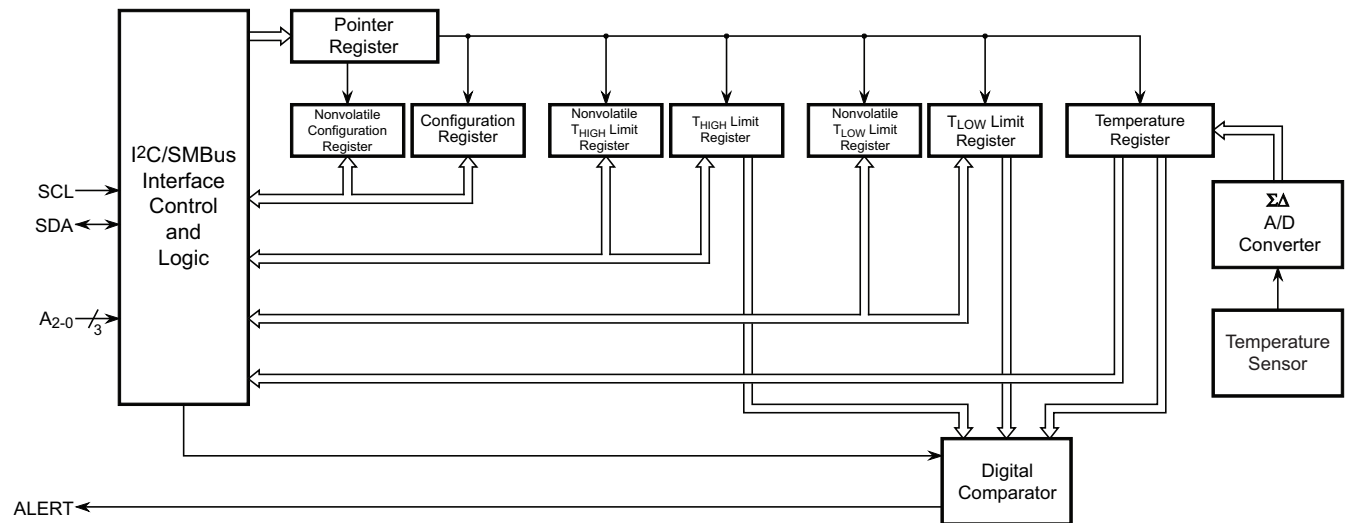 Pointer
Register
Nonvolatile
Configuration
Register
Configuration
Register
Nonvolatile
THIGH Limit
Register
THIGH Limit
Register
Nonvolatile
TLOW Limit
Register
TLOW Limit
Register
Temperature
Register
I2C/SMBus
Interface
Control
and
Logic
SCL
SDA
A2-0
3
ΣΔ
A/D
Converter
Temperature
Sensor
Digital
Comparator
ALERT